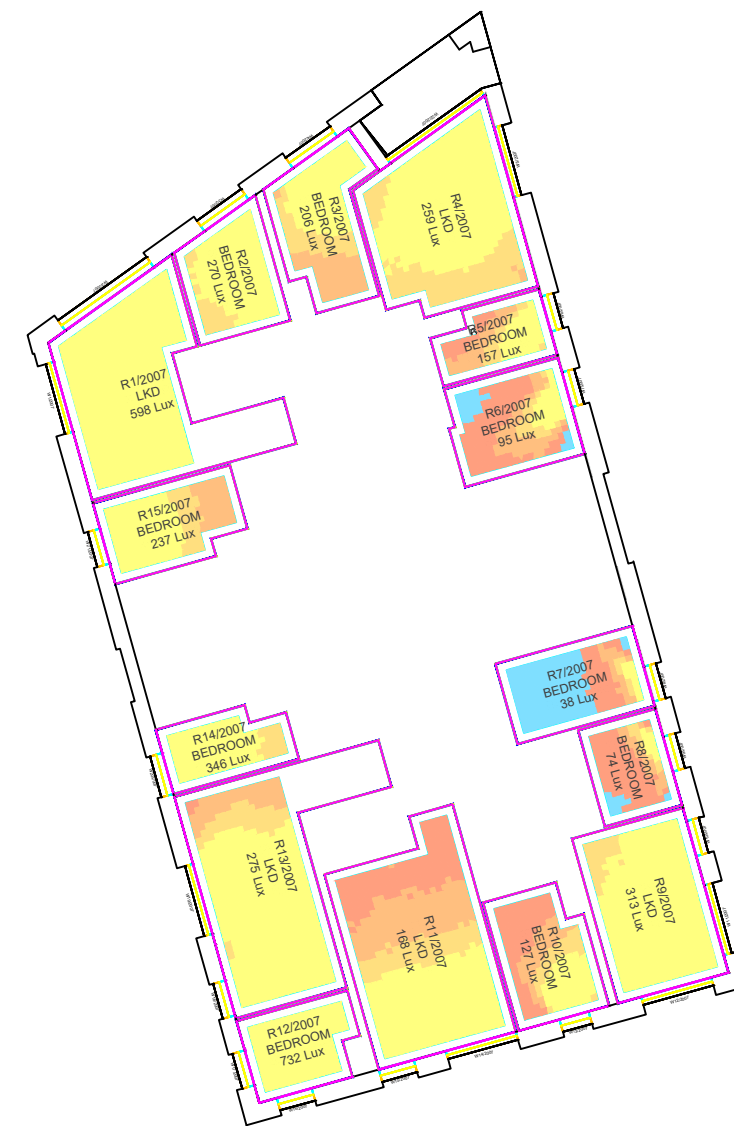 R4/2007
LKD
259 Lux
R3/2007
BEDROOM
206 Lux
R2/2007
BEDROOM
270 Lux
R5/2007
BEDROOM
157 Lux
R1/2007
LKD
598 Lux
R6/2007
BEDROOM
95 Lux
R15/2007
BEDROOM
237 Lux
R7/2007
BEDROOM
38 Lux
R14/2007
BEDROOM
346 Lux
R8/2007
BEDROOM
74 Lux
R13/2007
LKD
275 Lux
R9/2007
LKD
313 Lux
R11/2007
LKD
168 Lux
R10/2007
BEDROOM
127 Lux
R12/2007
BEDROOM
732 Lux